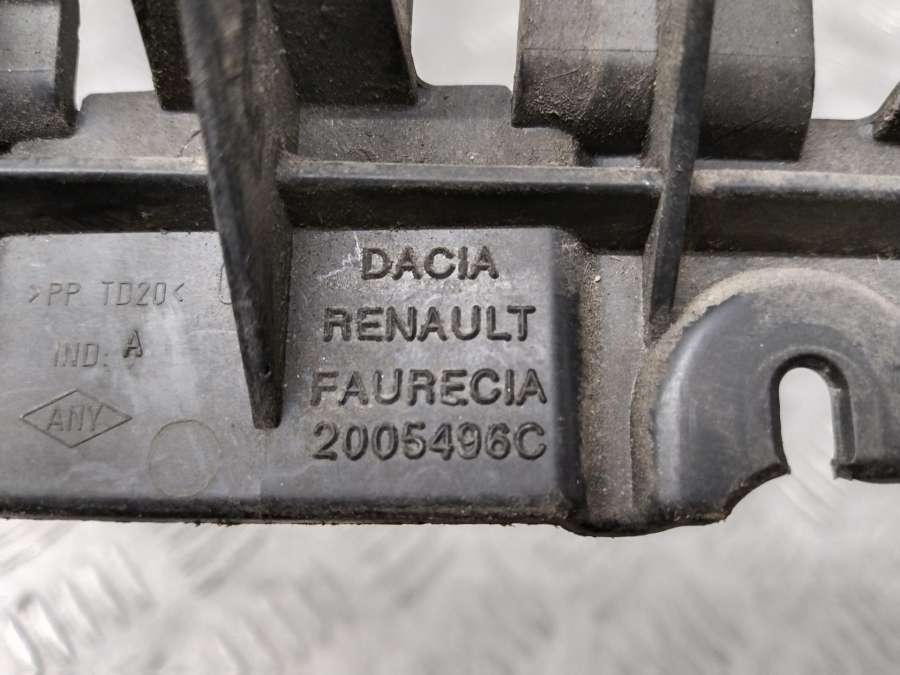 >PP TD20<
IND. A
ANY
DACIA
RENAULT
FAURECIA
2005496C